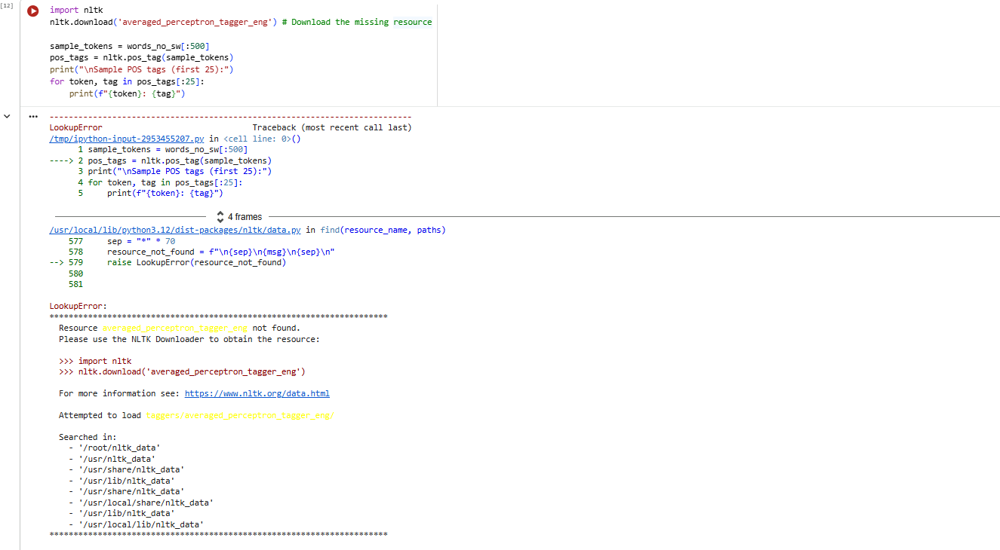 [12]
import nltk
nltk.download('averaged_perceptron_tagger_eng') # Download the missing resource
sample_tokens = words_no_sw[:500]
pos_tags = nltk.pos_tag(sample_tokens)
print("\nSample POS tags (first 25):")
for token, tag in pos_tags[:25]:
    print(f"{token}: {tag}")
---------------------------------------------------------------------------
LookupError                               Traceback (most recent call last)
/tmp/ipython-input-2953455207.py in <cell line: 0>()
      1 sample_tokens = words_no_sw[:500]
----> 2 pos_tags = nltk.pos_tag(sample_tokens)
      3 print("\nSample POS tags (first 25):")
      4 for token, tag in pos_tags[:25]:
      5     print(f"{token}: {tag}")
4 frames
/usr/local/lib/python3.12/dist-packages/nltk/data.py in find(resource_name, paths)
    577     sep = "*" * 70
    578     resource_not_found = f"\n{sep}\n{msg}\n{sep}\n"
--> 579     raise LookupError(resource_not_found)
    580
    581
LookupError:
**********************************************************************
  Resource averaged_perceptron_tagger_eng not found.
  Please use the NLTK Downloader to obtain the resource:
  >>> import nltk
  >>> nltk.download('averaged_perceptron_tagger_eng')
  For more information see: https://www.nltk.org/data.html
  Attempted to load taggers/averaged_perceptron_tagger_eng/
  Searched in:
    - '/root/nltk_data'
    - '/usr/nltk_data'
    - '/usr/share/nltk_data'
    - '/usr/lib/nltk_data'
    - '/usr/share/nltk_data'
    - '/usr/local/share/nltk_data'
    - '/usr/lib/nltk_data'
    - '/usr/local/lib/nltk_data'
**********************************************************************